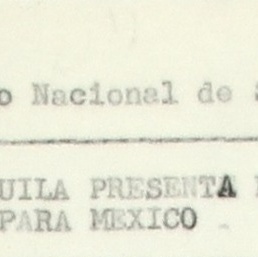 o Nacional de
UILA PRESENTA
PARA MEXICO